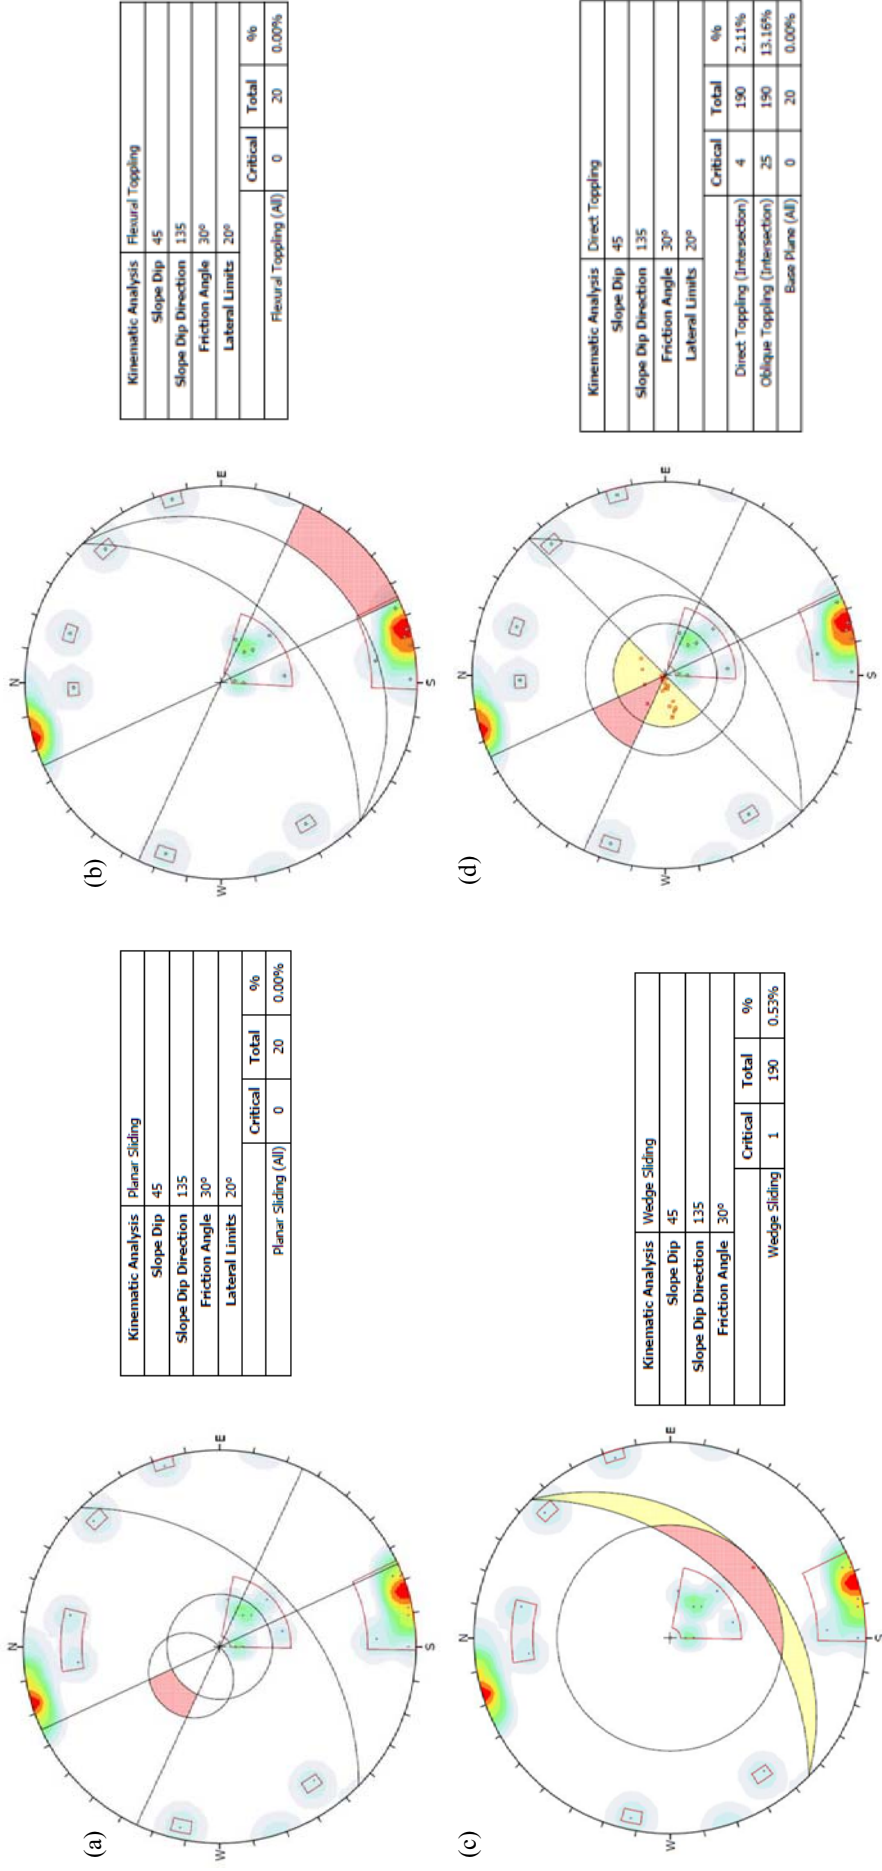 (a)
N
E
S
W
Kinematic Analysis Planar Sliding
Slope Dip 45
Slope Dip Direction 135
Friction Angle 30°
Lateral Limits 20°
Critical Total %
Planar Sliding (All) 0 20 0.00%
(b)
N
E
S
W
Kinematic Analysis Flexural Toppling
Slope Dip 45
Slope Dip Direction 135
Friction Angle 30°
Lateral Limits 20°
Critical Total %
Flexural Toppling (All) 0 20 0.00%
(c)
N
E
S
W
Kinematic Analysis Wedge Sliding
Slope Dip 45
Slope Dip Direction 135
Friction Angle 30°
Critical Total %
Wedge Sliding 1 190 0.53%
(d)
N
E
S
W
Kinematic Analysis Direct Toppling
Slope Dip 45
Slope Dip Direction 135
Friction Angle 30°
Lateral Limits 20°
Critical Total %
Direct Toppling (Intersection) 4 190 2.11%
Oblique Toppling (Intersection) 25 190 13.16%
Base Plane (All) 0 20 0.00%